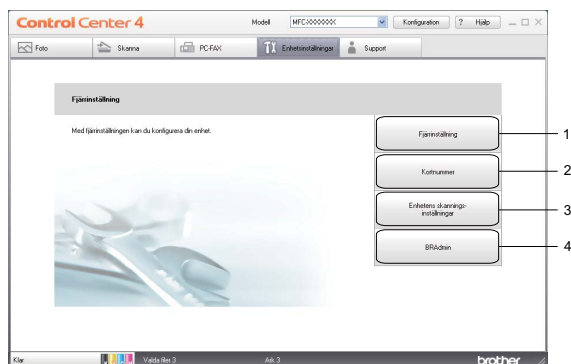 Control Center 4 Modell MFC-XXXXXXX Konfiguration ? Hjälp
Foto Skanna PC-FAX Enhetsinställningar Support
Fjärrinställning
Med fjärrinställningen kan du konfigurera din enhet.
Fjärrinställning 1
Kortnummer 2
Enhetens skannings-
inställningar 3
BRAdmin 4
Klar Valda filer 3 Ark 3 brother